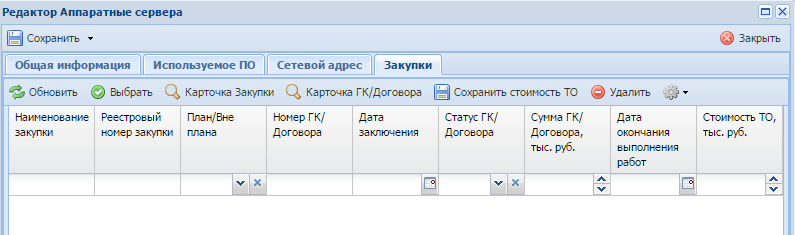 Редактор Аппаратные сервера
Сохранить Закрыть
Общая информация Используемое ПО Сетевой адрес Закупки
Обновить Выбрать Карточка Закупки Карточка ГК/Договора Сохранить стоимость ТО Удалить
Наименование закупки
Реестровый номер закупки
План/Вне плана
Номер ГК/ Договора
Дата заключения
Статус ГК/ Договора
Сумма ГК/ Договора, тыс. руб.
Дата окончания выполнения работ
Стоимость ТО, тыс. руб.